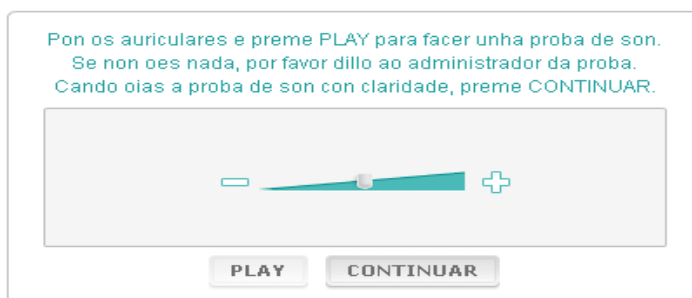 Pon os auriculares e preme PLAY para facer unha proba de son.
Se non oes nada, por favor dillo ao administrador da proba.
Cando oias a proba de son con claridade, preme CONTINUAR.
PLAY CONTINUAR